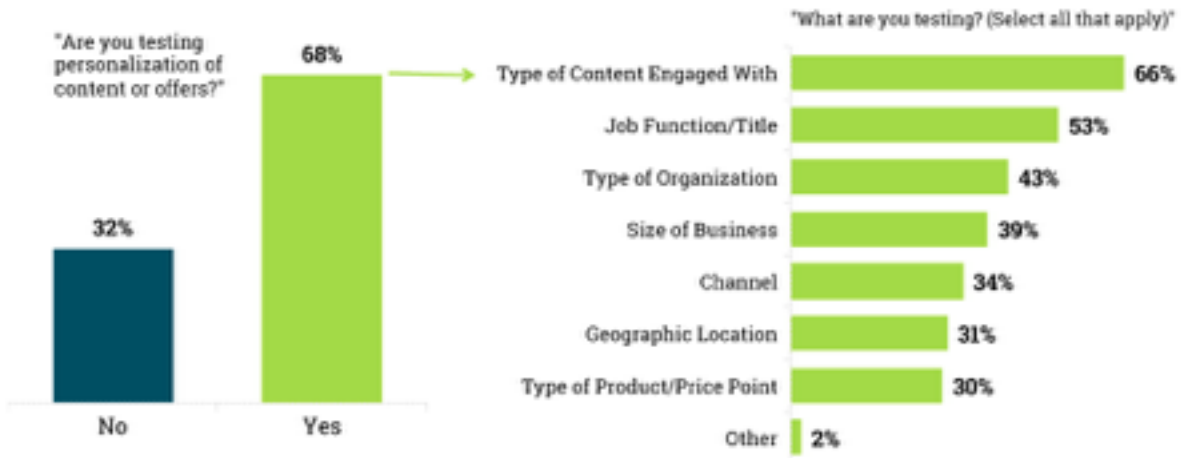 "Are you testing
personalization of
content or offers?"
68%
32%
No
Yes
"What are you testing? (Select all that apply)"
Type of Content Engaged With 66%
Job Function/Title 53%
Type of Organization 43%
Size of Business 39%
Channel 34%
Geographic Location 31%
Type of Product/Price Point 30%
Other 2%